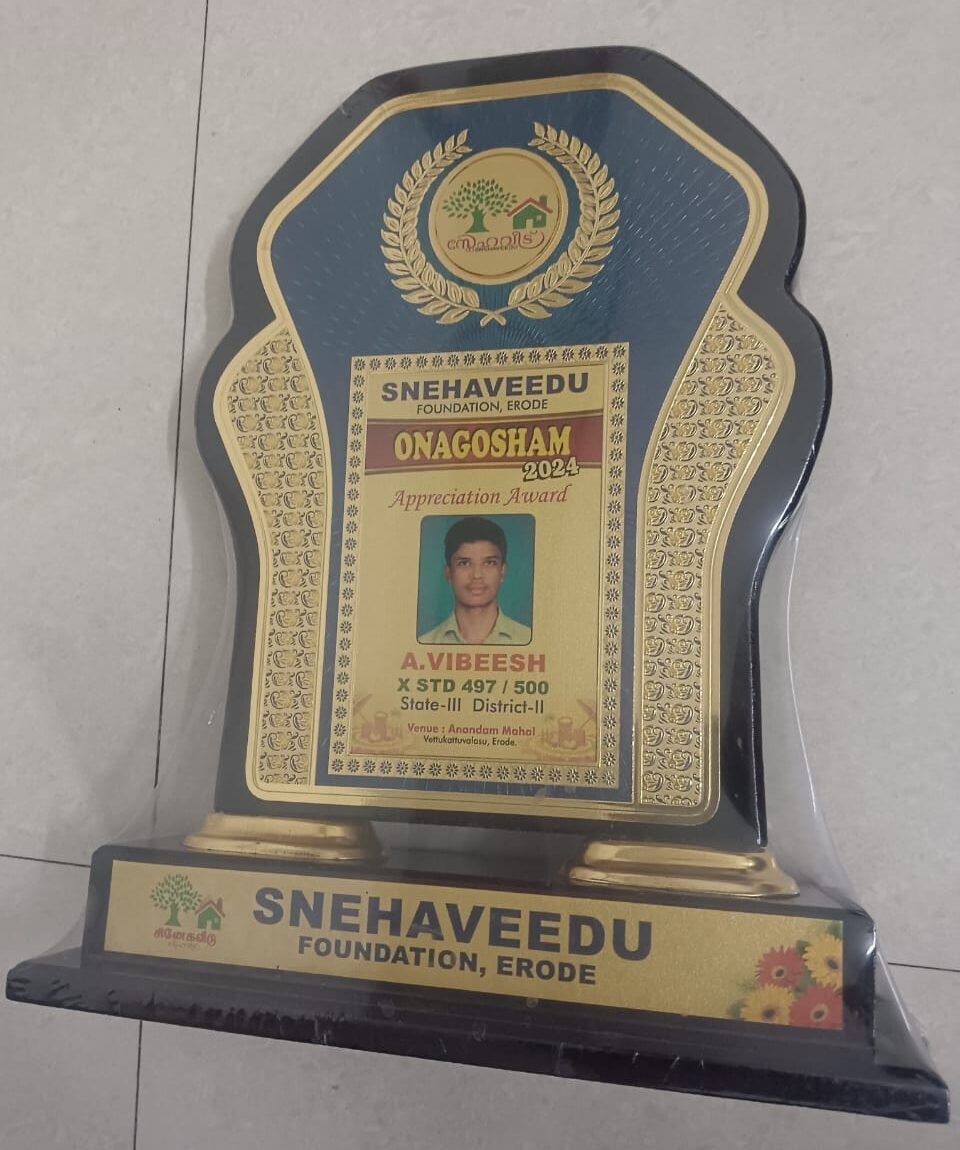 സ്നേഹവീട്
SNEHAVEEDU
FOUNDATION, ERODE
ONAGOSHAM
2024
Appreciation Award
A.VIBEESH
X STD 497 / 500
State-III District-II
Venue : Anandam Mahal
Vettukattuvalasu, Erode.
சினேகவீடு
SNEHAVEEDU
FOUNDATION, ERODE